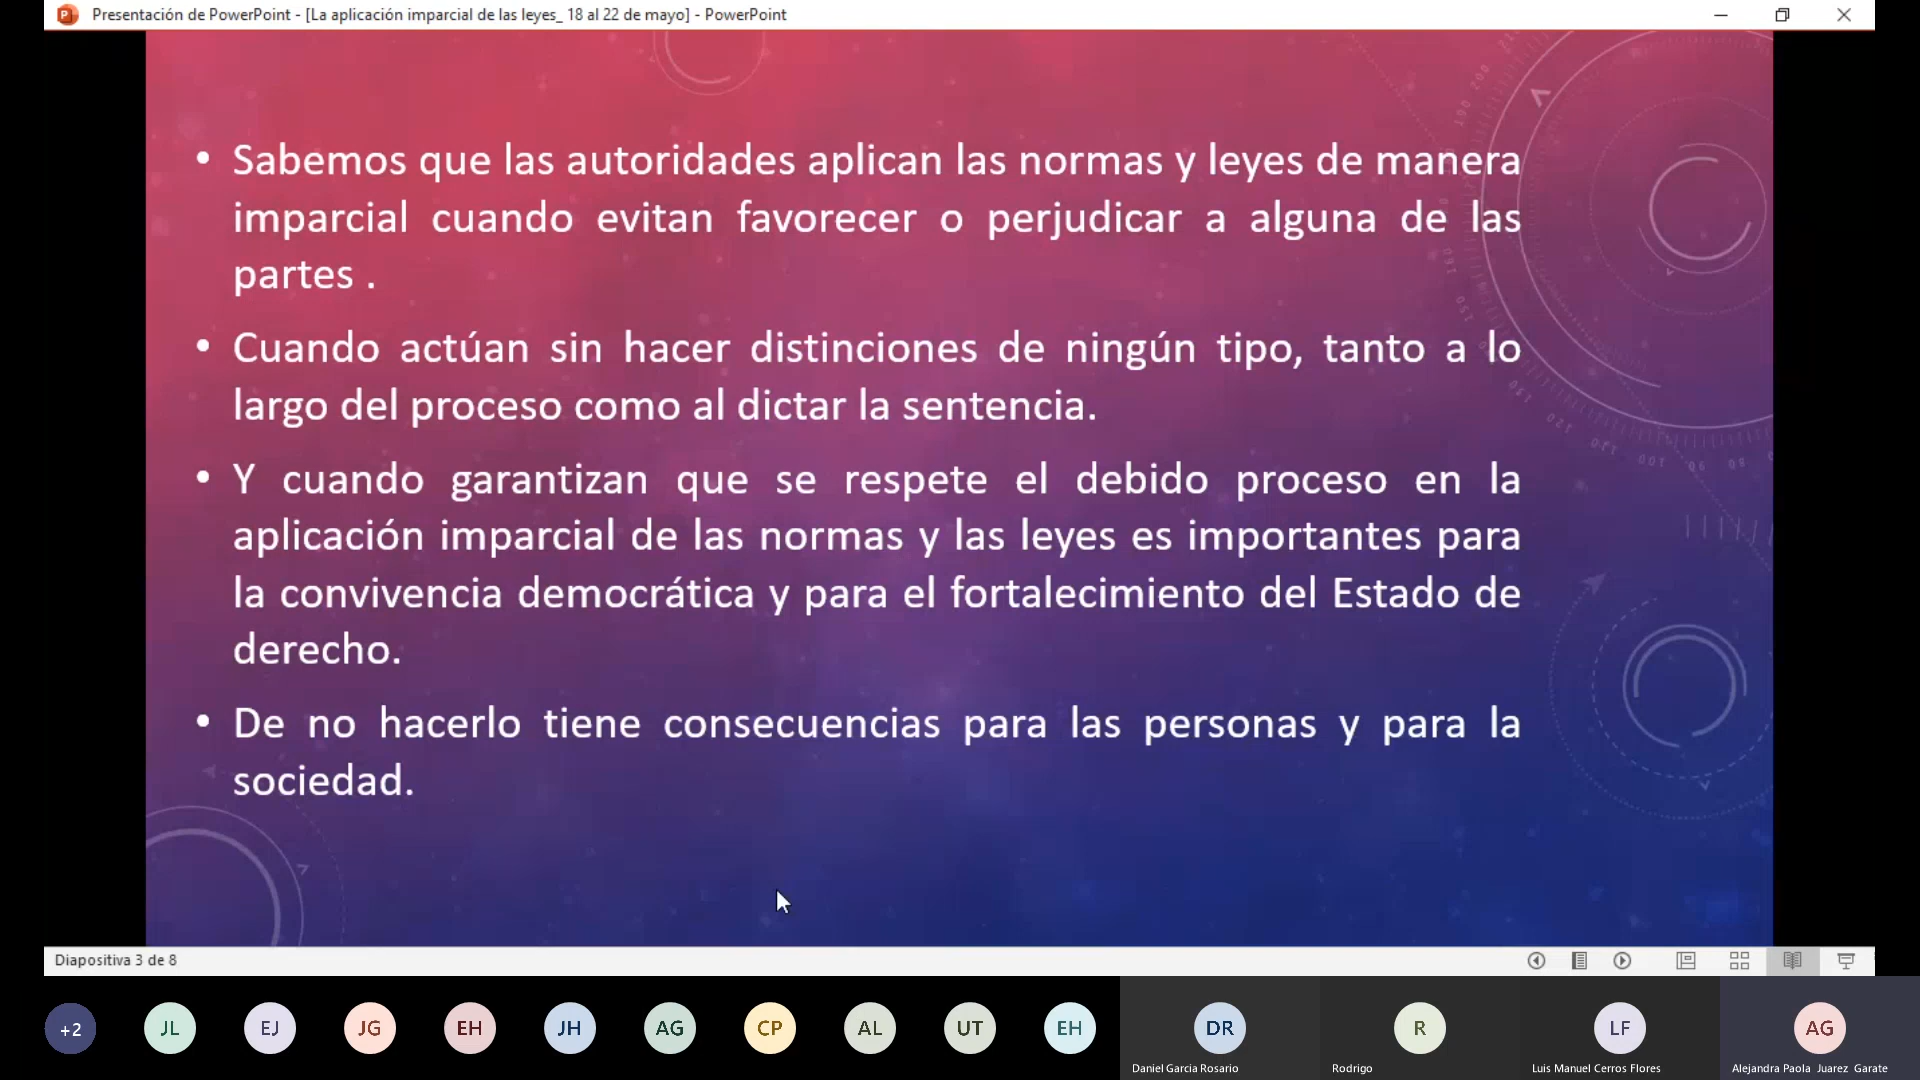 Presentación de PowerPoint - [La aplicación imparcial de las leyes_ 18 al 22 de mayo] - PowerPoint
• Sabemos que las autoridades aplican las normas y leyes de manera
imparcial cuando evitan favorecer o perjudicar a alguna de las
partes .
• Cuando actúan sin hacer distinciones de ningún tipo, tanto a lo
largo del proceso como al dictar la sentencia.
• Y cuando garantizan que se respete el debido proceso en la
aplicación imparcial de las normas y las leyes es importantes para
la convivencia democrática y para el fortalecimiento del Estado de
derecho.
• De no hacerlo tiene consecuencias para las personas y para la
sociedad.
Diapositiva 3 de 8
+2 JL EJ JG EH JH AG CP AL UT EH DR R LF AG
Daniel Garcia Rosario Rodrigo Luis Manuel Cerros Flores Alejandra Paola Juarez Garate